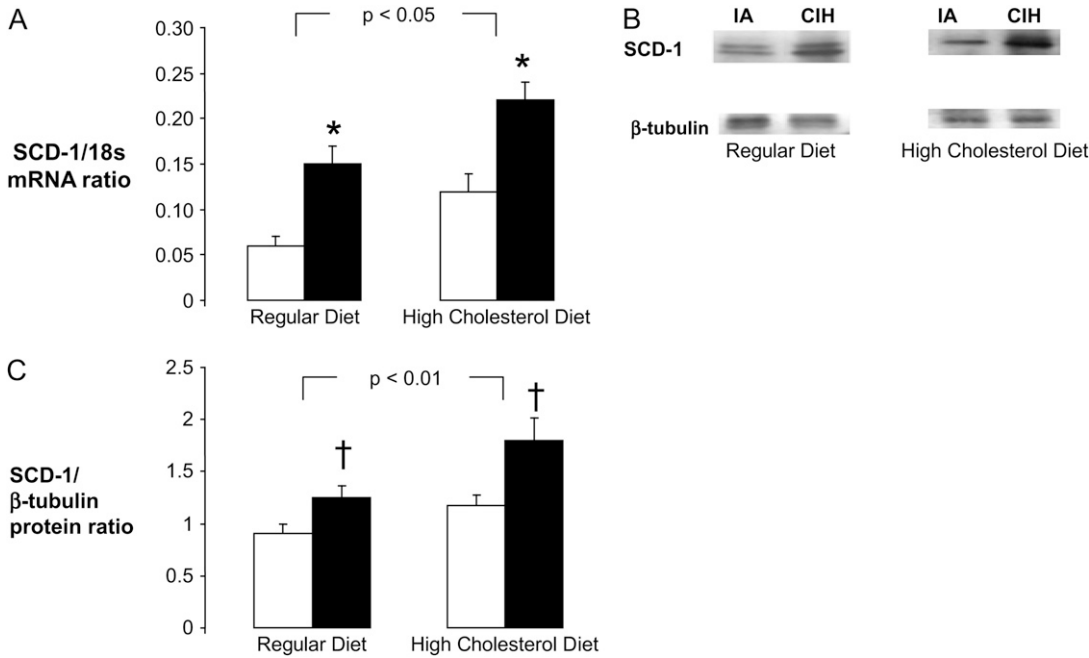 A
p < 0.05
0.30
0.25
0.20
0.15
0.10
0.05
0
SCD-1/18s
mRNA ratio
*
*
Regular Diet
High Cholesterol Diet
B
IA CIH
IA CIH
SCD-1
β-tubulin
Regular Diet
High Cholesterol Diet
C
p < 0.01
2.5
2
1.5
1
0.5
0
SCD-1/
β-tubulin
protein ratio
†
†
Regular Diet
High Cholesterol Diet